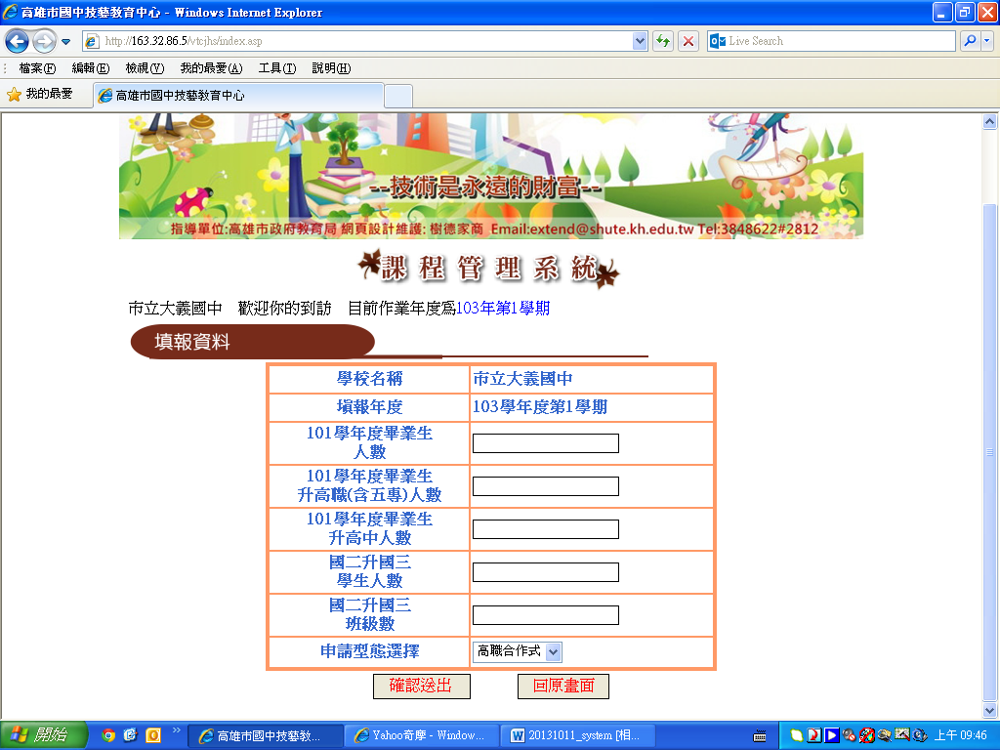 高雄市國中技藝教育中心 - Windows Internet Explorer
http://163.32.86.5/vtcjhs/index.asp
Live Search
檔案(F) 編輯(E) 檢視(V) 我的最愛(A) 工具(T) 說明(H)
我的最愛 高雄市國中技藝教育中心
--技術是永遠的財富--
指導單位:高雄市政府教育局 網頁設計維護: 樹德家商 Email:extend@shute.kh.edu.tw Tel:3848622#2812
課程管理系統
市立大義國中 歡迎你的到訪 目前作業年度為103年第1學期
填報資料
學校名稱 市立大義國中
填報年度 103學年度第1學期
101學年度畢業生
人數
101學年度畢業生
升高職(含五專)人數
101學年度畢業生
升高中人數
國二升國三
學生人數
國二升國三
班級數
申請型態選擇 高職合作式
確認送出 回原畫面
開始 高雄市國中技藝教... Yahoo奇摩 - Window... 20131011_system [相... 上午 09:46